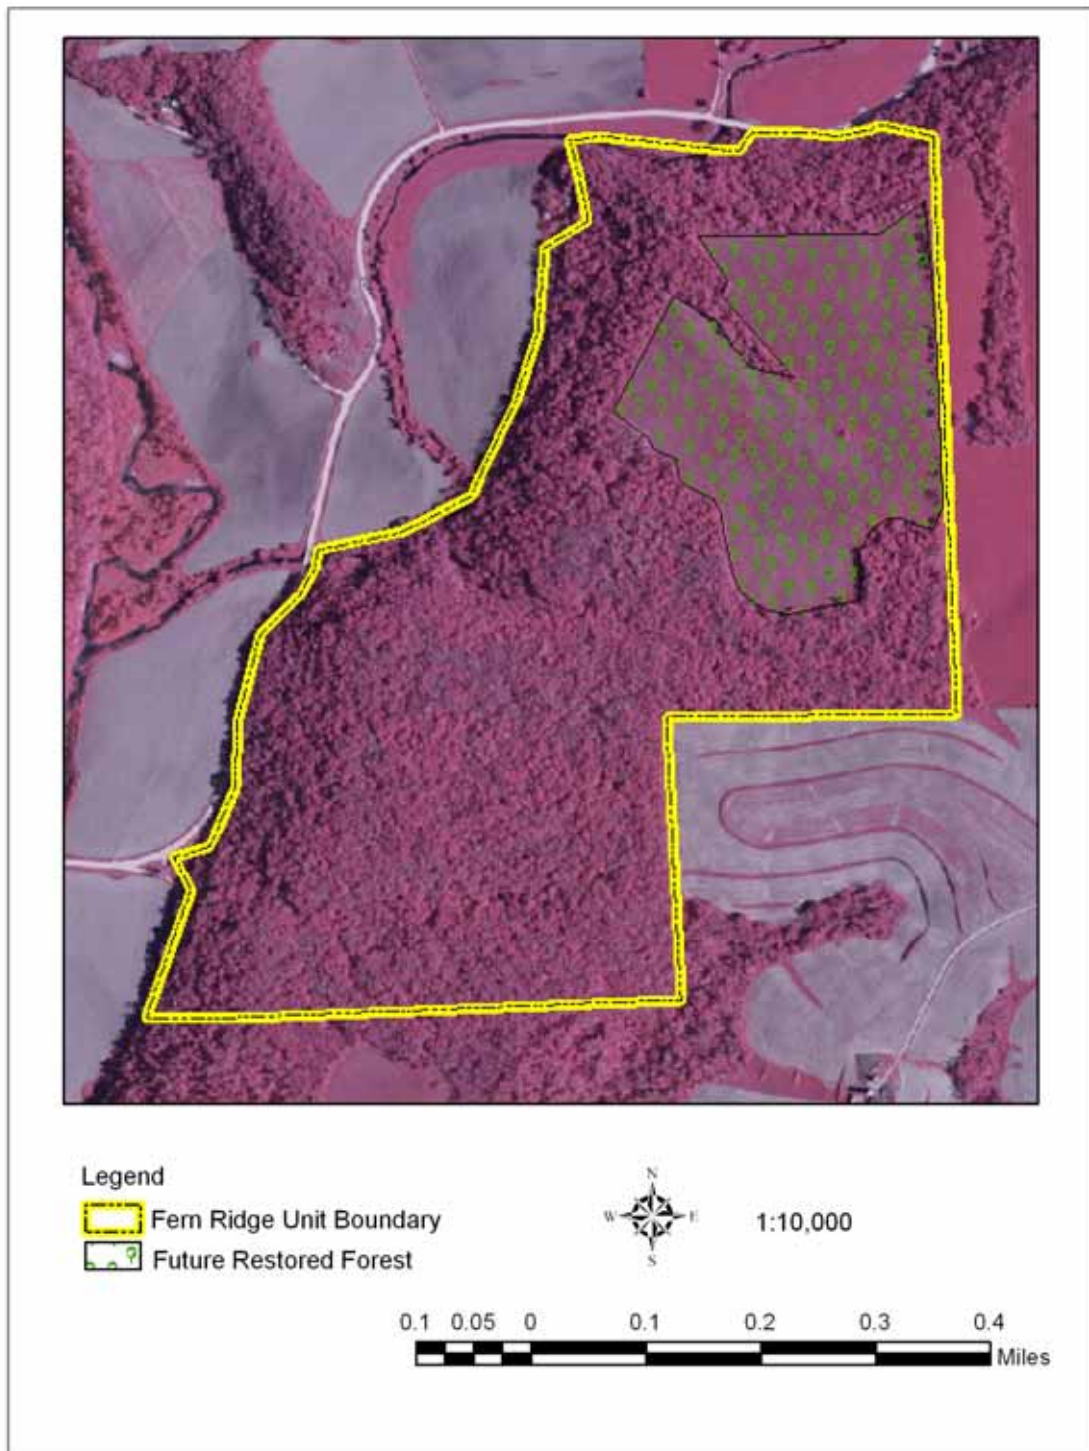 Legend
Fern Ridge Unit Boundary
Future Restored Forest
N
W E
S
1:10,000
0.1 0.05 0 0.1 0.2 0.3 0.4
Miles